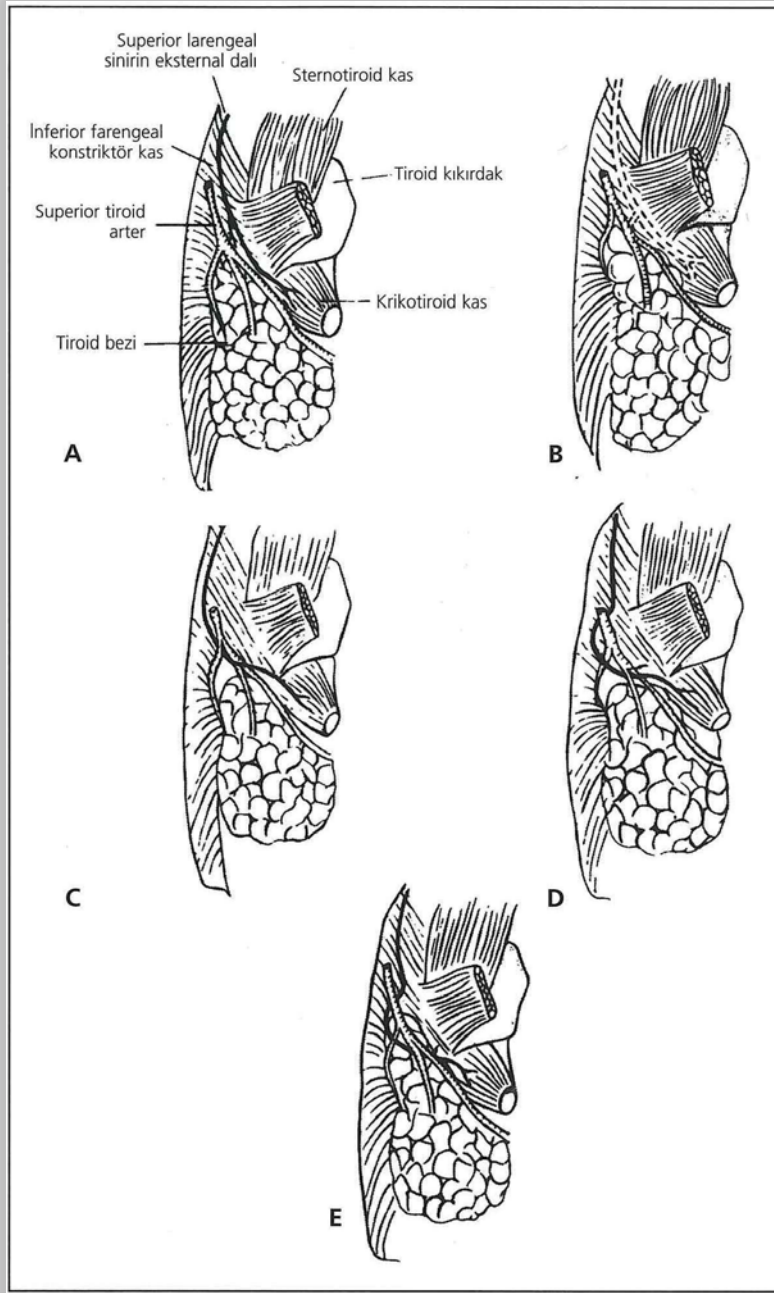 Superior larengeal
sinirin eksternal dalı
Sternotiroid kas
İnferior farengeal
konstriktör kas
Tiroid kıkırdak
Superior tiroid
arter
Krikotiroid kas
Tiroid bezi
A
B
C
D
E